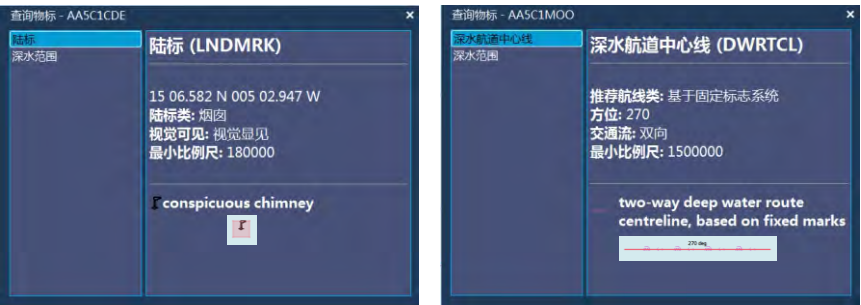 查询物标 - AA5C1CDE ×
陆标
深水范围
陆标 (LNDMRK)
15 06.582 N 005 02.947 W
陆标类: 烟囱
视觉可见: 视觉显见
最小比例尺: 180000
conspicuous chimney
查询物标 - AA5C1MOO ×
深水航道中心线
深水范围
深水航道中心线 (DWRTCL)
推荐航线类: 基于固定标志系统
方位: 270
交通流: 双向
最小比例尺: 1500000
two-way deep water route
centreline, based on fixed marks
270 deg